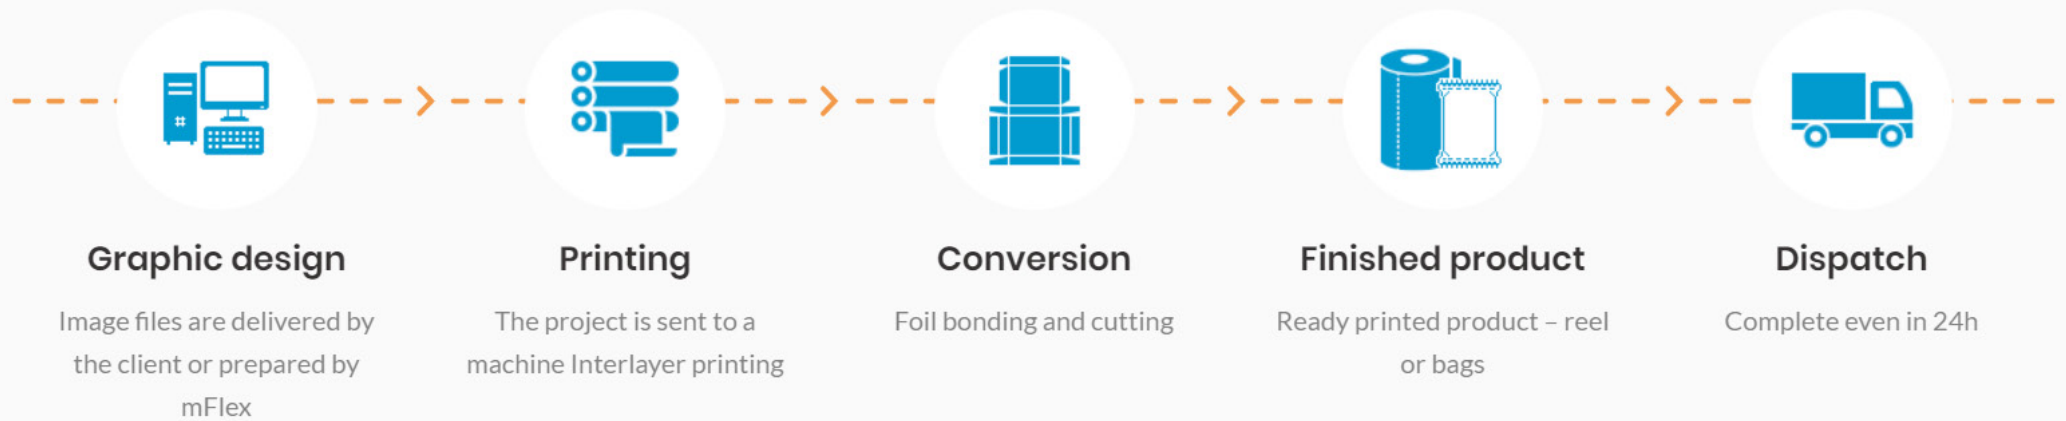 Graphic design
Image files are delivered by
the client or prepared by
mFlex
Printing
The project is sent to a
machine Interlayer printing
Conversion
Foil bonding and cutting
Finished product
Ready printed product – reel
or bags
Dispatch
Complete even in 24h